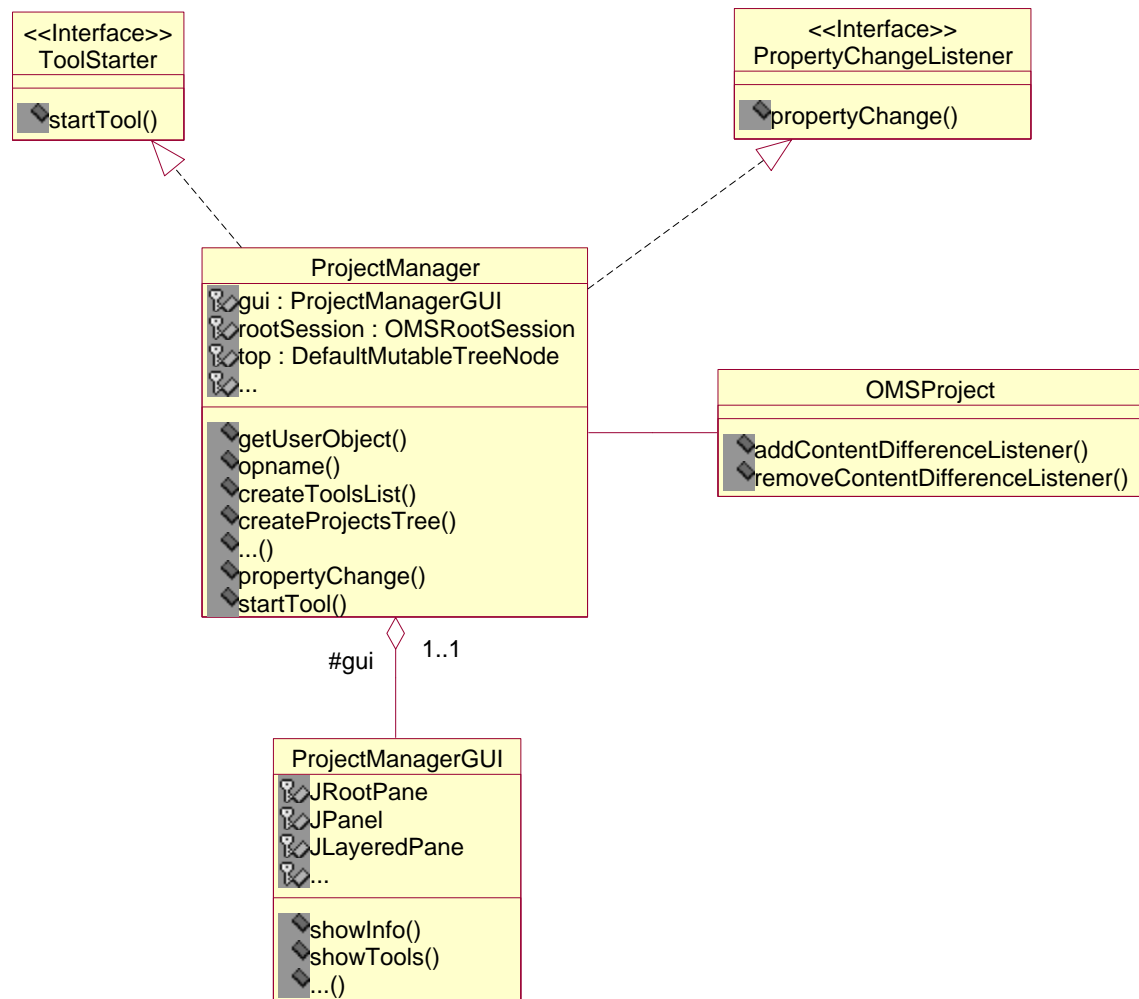 <<Interface>>
ToolStarter
startTool()
<<Interface>>
PropertyChangeListener
propertyChange()
ProjectManager
gui : ProjectManagerGUI
rootSession : OMSRootSession
top : DefaultMutableTreeNode
...
getUserObject()
opname()
createToolsList()
createProjectsTree()
...()
propertyChange()
startTool()
OMSProject
addContentDifferenceListener()
removeContentDifferenceListener()
#gui
1..1
ProjectManagerGUI
JRootPane
JPanel
JLayeredPane
...
showInfo()
showTools()
...()